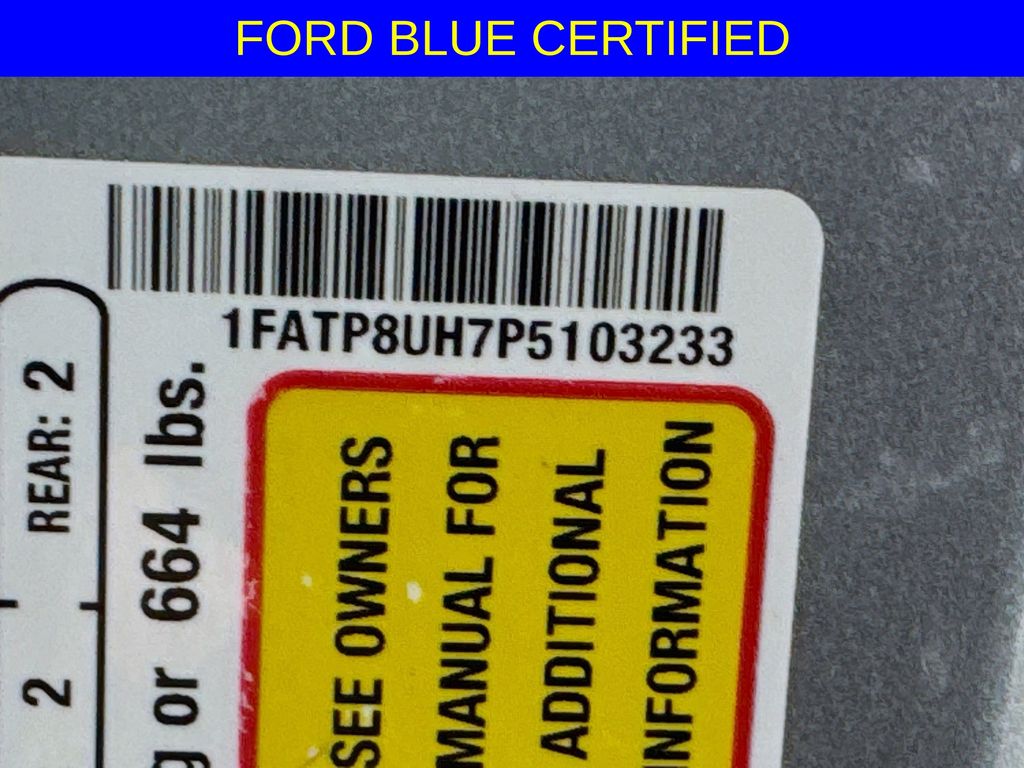 FORD BLUE CERTIFIED
1FATP8UH7P5103233
REAR: 2
2
g or 664 lbs.
SEE OWNERS
MANUAL FOR
ADDITIONAL
INFORMATION